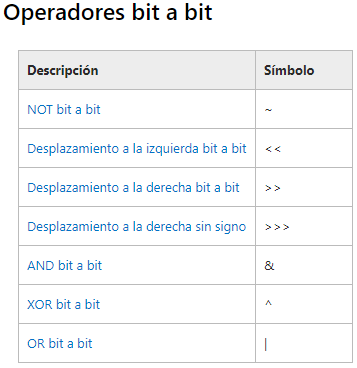 Operadores bit a bit
Descripción Símbolo
NOT bit a bit ~
Desplazamiento a la izquierda bit a bit <<
Desplazamiento a la derecha bit a bit >>
Desplazamiento a la derecha sin signo >>>
AND bit a bit &
XOR bit a bit ^
OR bit a bit |